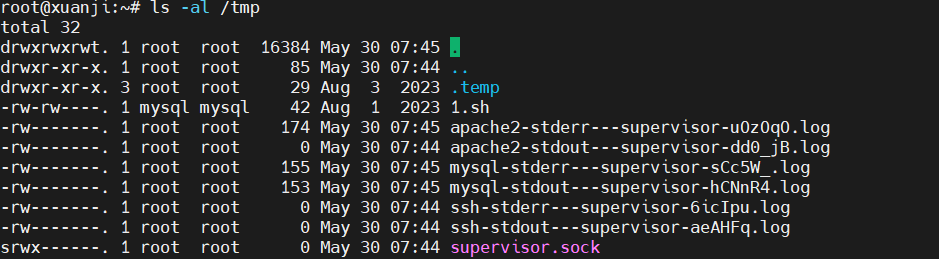 root@xuanji:~# ls -al /tmp
total 32
drwxrwxrwt. 1 root  root  16384 May 30 07:45 .
drwxr-xr-x. 1 root  root     85 May 30 07:44 ..
drwxr-xr-x. 3 root  root     29 Aug  3  2023 .temp
-rw-rw----. 1 mysql mysql    42 Aug  1  2023 1.sh
-rw-------. 1 root  root    174 May 30 07:45 apache2-stderr---supervisor-uOzOqO.log
-rw-------. 1 root  root      0 May 30 07:44 apache2-stdout---supervisor-dd0_jB.log
-rw-------. 1 root  root    155 May 30 07:45 mysql-stderr---supervisor-sCc5W_.log
-rw-------. 1 root  root    153 May 30 07:45 mysql-stdout---supervisor-hCNnR4.log
-rw-------. 1 root  root      0 May 30 07:44 ssh-stderr---supervisor-6icIpu.log
-rw-------. 1 root  root      0 May 30 07:44 ssh-stdout---supervisor-aeAHFq.log
srwx------. 1 root  root      0 May 30 07:44 supervisor.sock